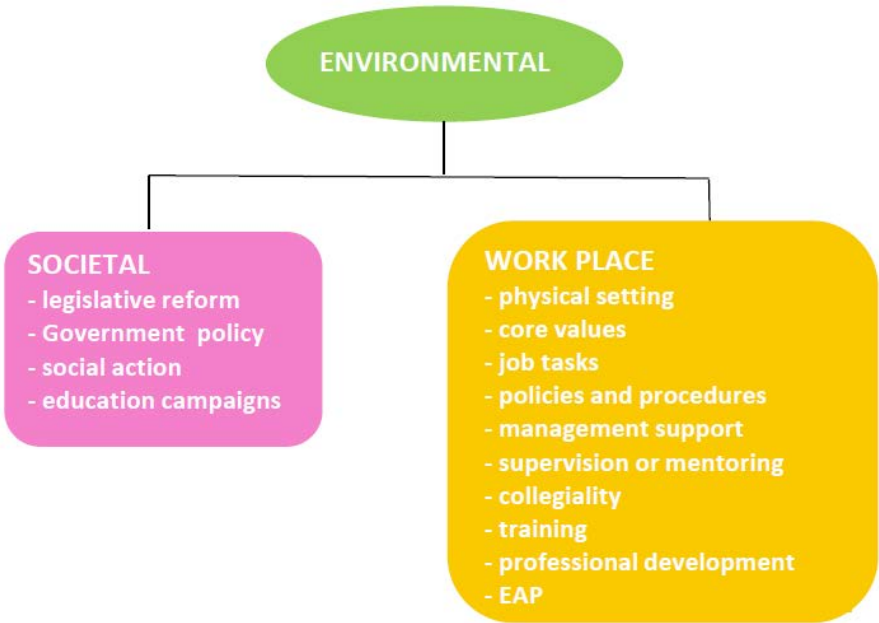 ENVIRONMENTAL
SOCIETAL
- legislative reform
- Government policy
- social action
- education campaigns
WORK PLACE
- physical setting
- core values
- job tasks
- policies and procedures
- management support
- supervision or mentoring
- collegiality
- training
- professional development
- EAP